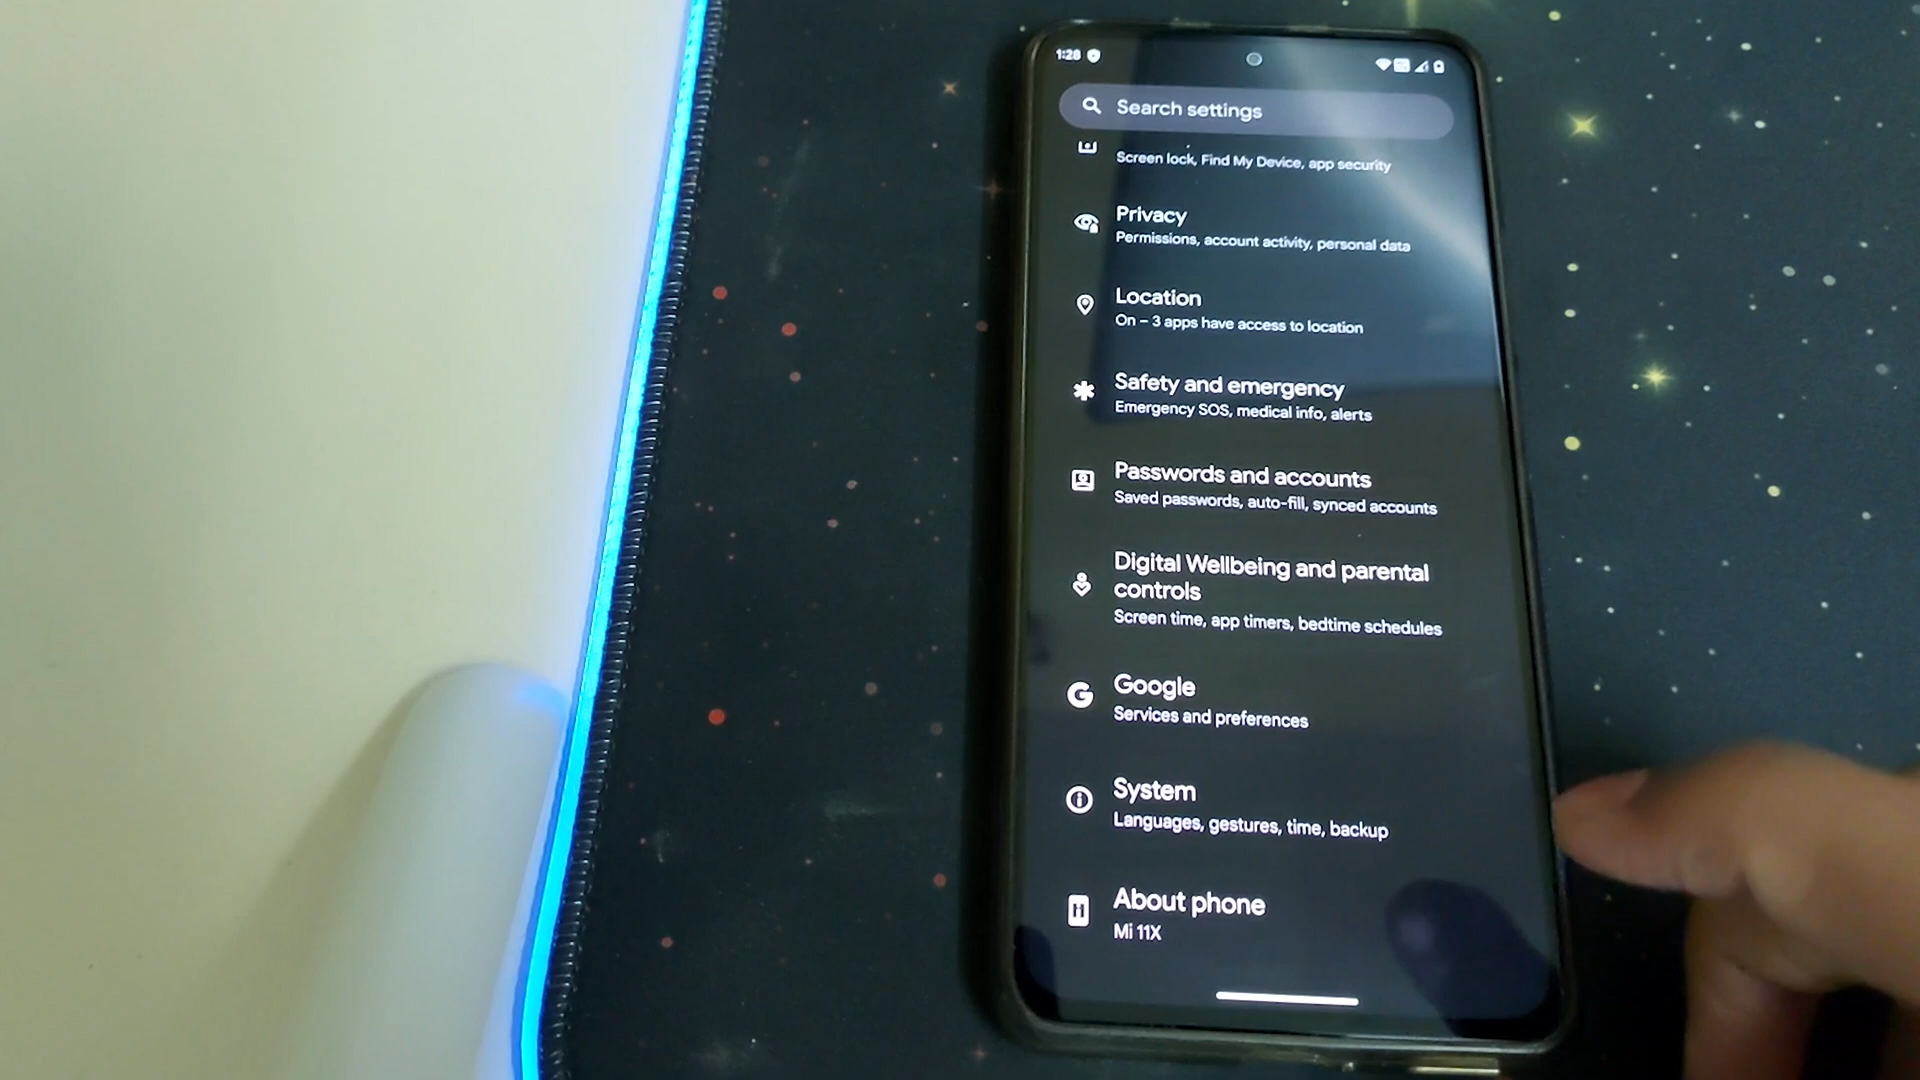 1:28
Search settings
Screen lock, Find My Device, app security
Privacy
Permissions, account activity, personal data
Location
On – 3 apps have access to location
Safety and emergency
Emergency SOS, medical info, alerts
Passwords and accounts
Saved passwords, auto-fill, synced accounts
Digital Wellbeing and parental
controls
Screen time, app timers, bedtime schedules
Google
Services and preferences
System
Languages, gestures, time, backup
About phone
Mi 11X